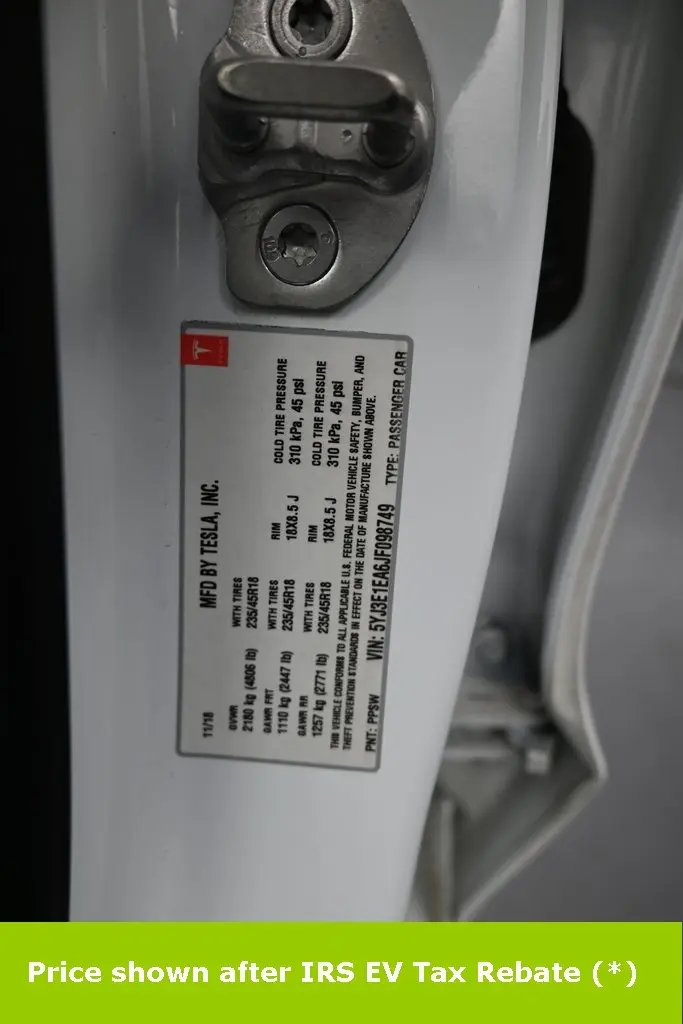 TESLA
MFD BY TESLA, INC.
11/18
GVWR
2180 kg (4806 lb)
WITH TIRES
235/45R18
GAWR FRT
1110 kg (2447 lb)
WITH TIRES
235/45R18
RIM
18X8.5 J
COLD TIRE PRESSURE
310 kPa, 45 psi
GAWR RR
1257 kg (2771 lb)
WITH TIRES
235/45R18
RIM
18X8.5 J
COLD TIRE PRESSURE
310 kPa, 45 psi
THIS VEHICLE CONFORMS TO ALL APPLICABLE U.S. FEDERAL MOTOR VEHICLE SAFETY, BUMPER, AND
THEFT PREVENTION STANDARDS IN EFFECT ON THE DATE OF MANUFACTURE SHOWN ABOVE.
PNT: PPSW VIN: 5YJ3E1EA6JF098749 TYPE: PASSENGER CAR
Price shown after IRS EV Tax Rebate (*)